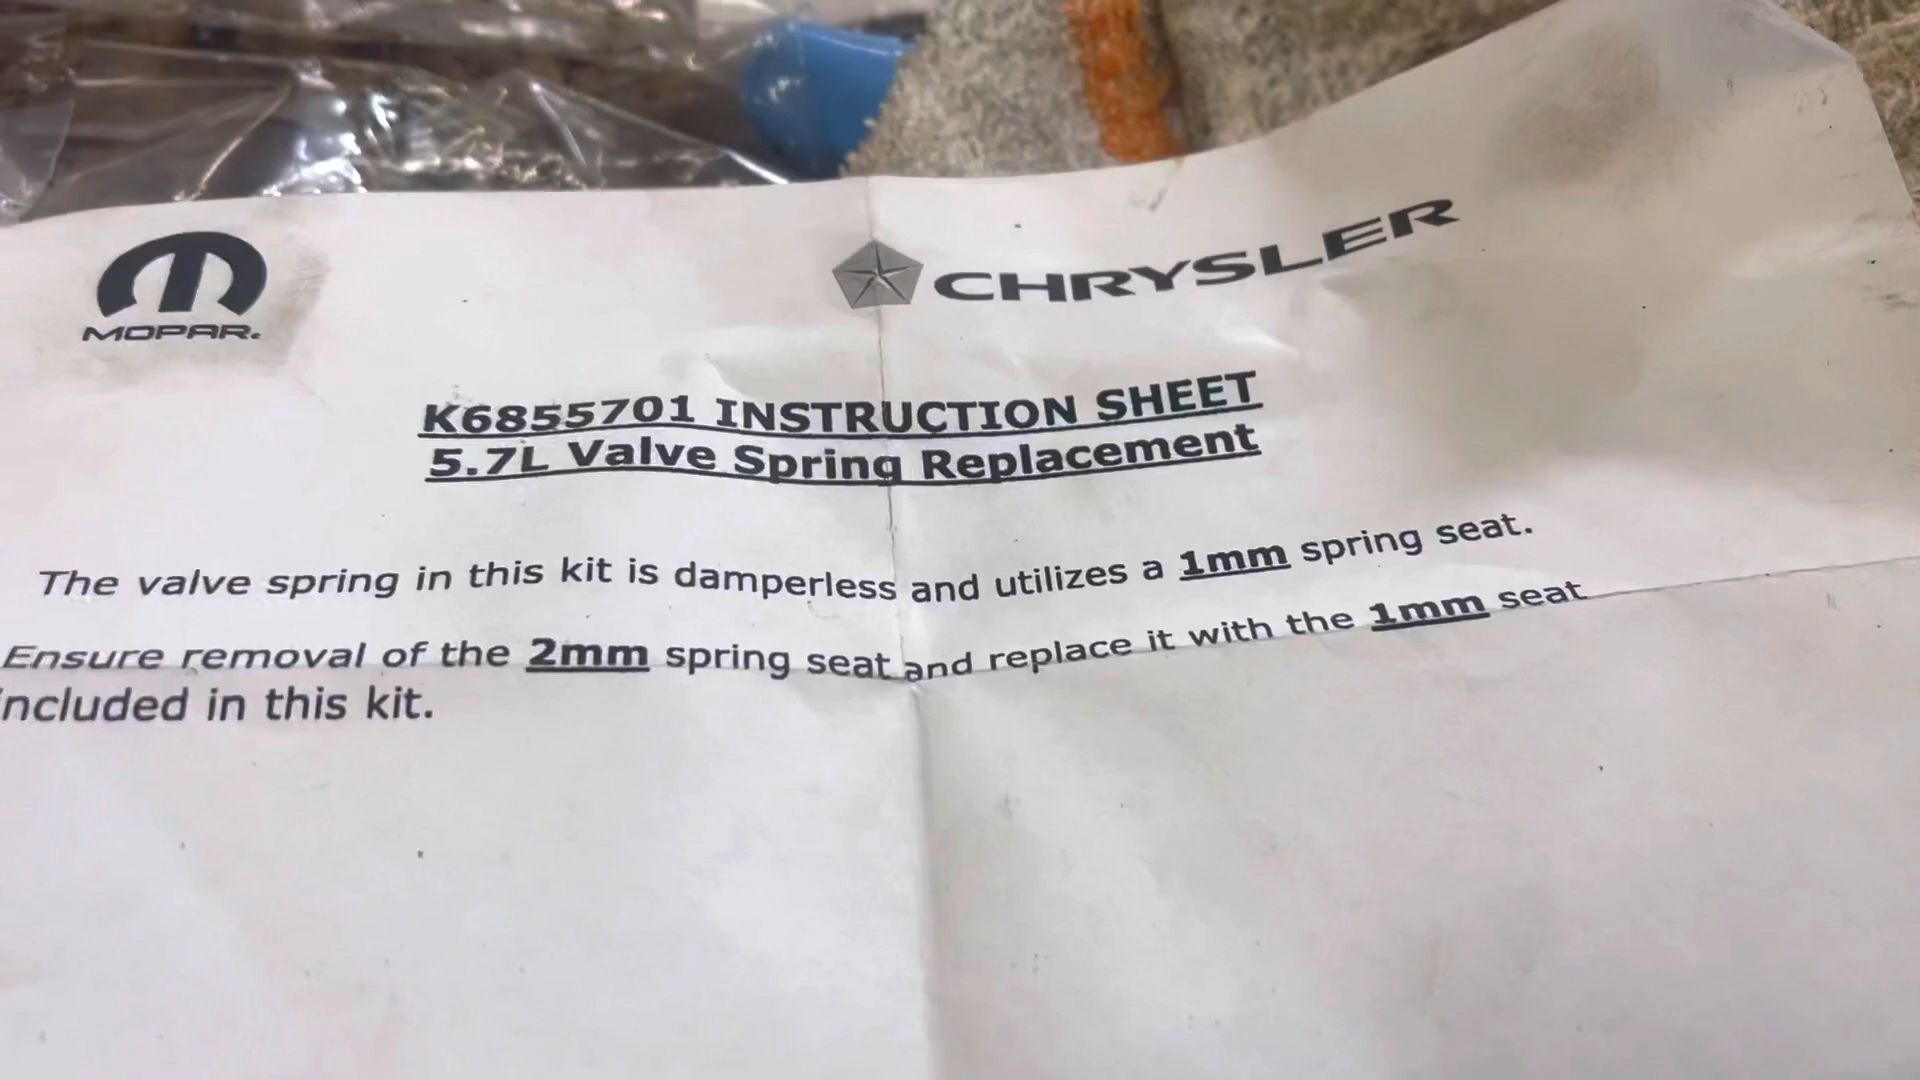 MOPAR.
CHRYSLER
K6855701 INSTRUCTION SHEET
5.7L Valve Spring Replacement
The valve spring in this kit is damperless and utilizes a 1mm spring seat.
Ensure removal of the 2mm spring seat and replace it with the 1mm seat
included in this kit.